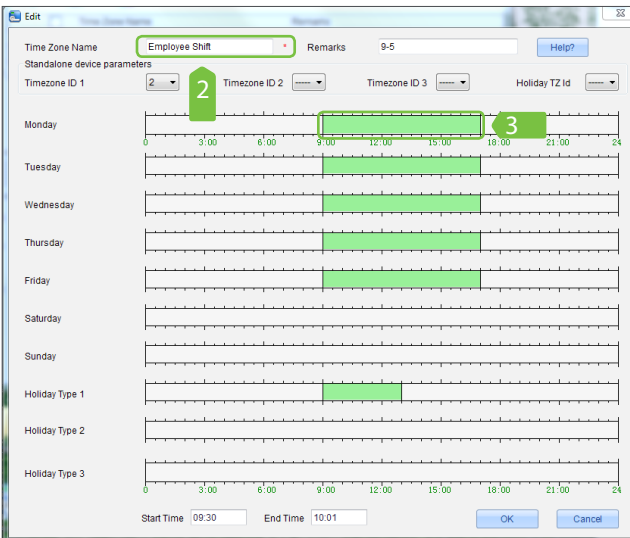 Edit
Time Zone Name Employee Shift * Remarks 9-5 Help?
Standalone device parameters
Timezone ID 1 2 Timezone ID 2 ----- Timezone ID 3 ----- Holiday TZ Id -----
2
Monday 3
0 3:00 6:00 9:00 12:00 15:00 18:00 21:00 24
Tuesday
Wednesday
Thursday
Friday
Saturday
Sunday
Holiday Type 1
Holiday Type 2
Holiday Type 3
0 3:00 6:00 9:00 12:00 15:00 18:00 21:00 24
Start Time 09:30 End Time 10:01 OK Cancel